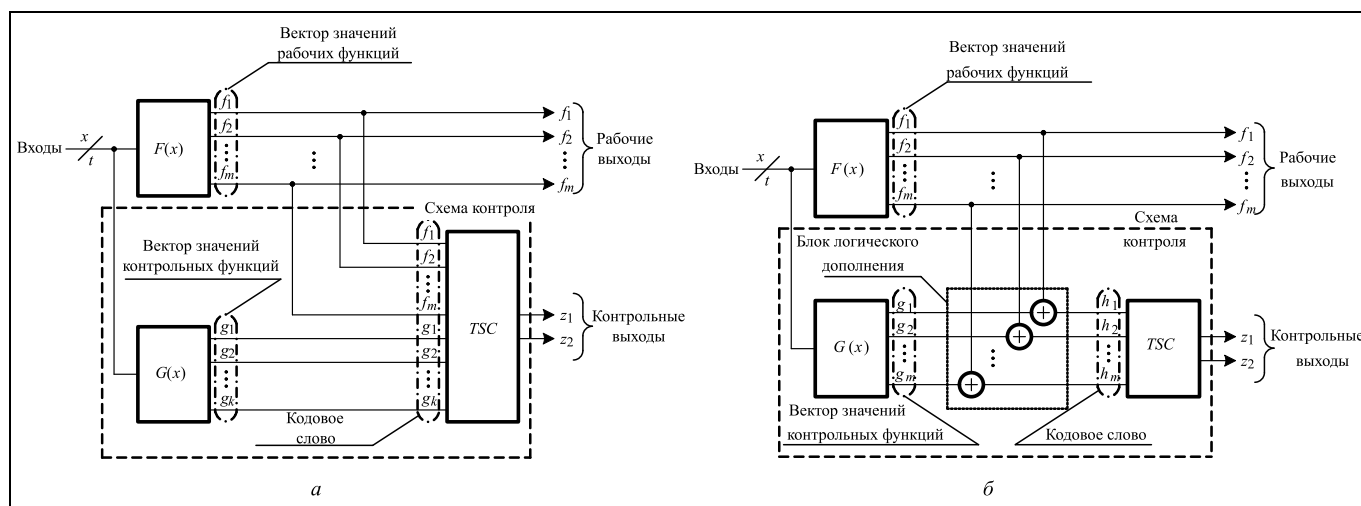 Вектор значений
рабочих функций
f1
f2
fm
f1
f2
fm
Рабочие
выходы
Входы
x
t
F(x)
Схема контроля
Вектор значений
контрольных функций
f1
f2
fm
g1
g2
gk
g1
g2
gk
G(x)
TSC
z1
z2
Контрольные
выходы
Кодовое
слово
а
Вектор значений
рабочих функций
f1
f2
fm
f1
f2
fm
Рабочие
выходы
Входы
x
t
F(x)
Схема
контроля
Блок логического
дополнения
g1
g2
gm
G(x)
+
+
+
h1
h2
hm
TSC
z1
z2
Контрольные
выходы
Вектор значений
контрольных функций
Кодовое слово
б